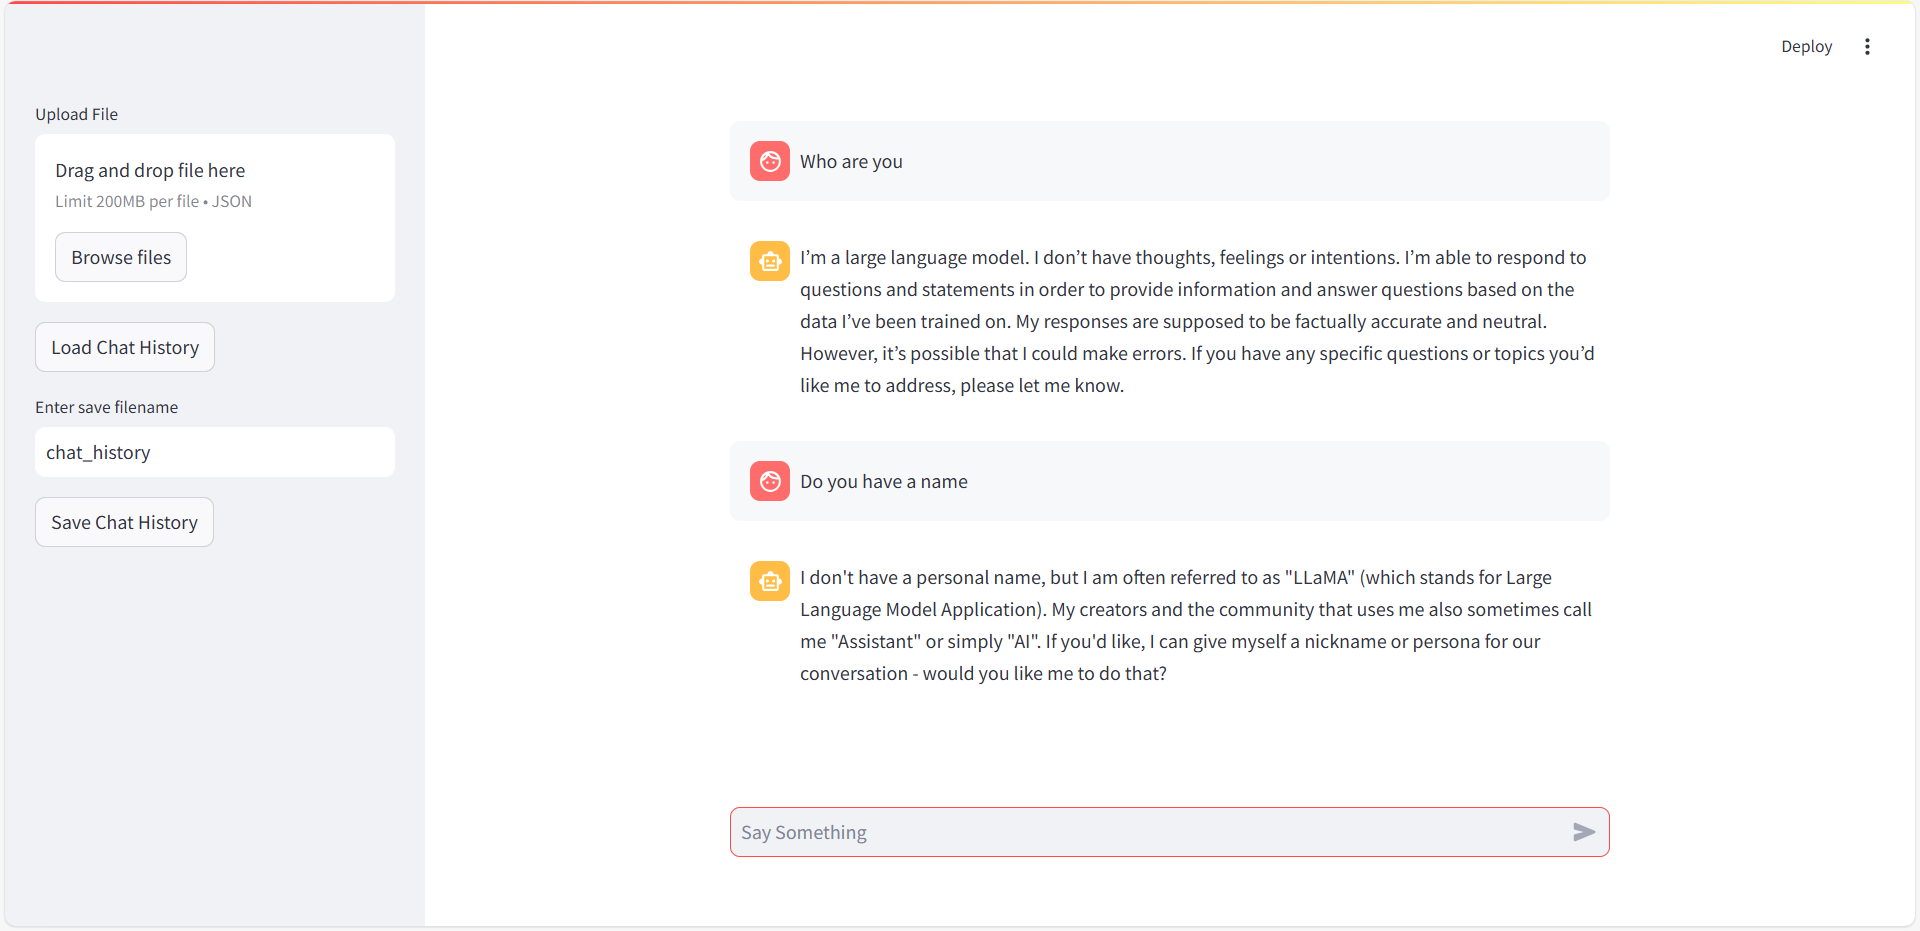 Deploy
Upload File
Drag and drop file here
Limit 200MB per file • JSON
Browse files
Load Chat History
Enter save filename
chat_history
Save Chat History
Who are you
I’m a large language model. I don’t have thoughts, feelings or intentions. I’m able to respond to
questions and statements in order to provide information and answer questions based on the
data I’ve been trained on. My responses are supposed to be factually accurate and neutral.
However, it’s possible that I could make errors. If you have any specific questions or topics you’d
like me to address, please let me know.
Do you have a name
I don't have a personal name, but I am often referred to as "LLaMA" (which stands for Large
Language Model Application). My creators and the community that uses me also sometimes call
me "Assistant" or simply "AI". If you'd like, I can give myself a nickname or persona for our
conversation - would you like me to do that?
Say Something